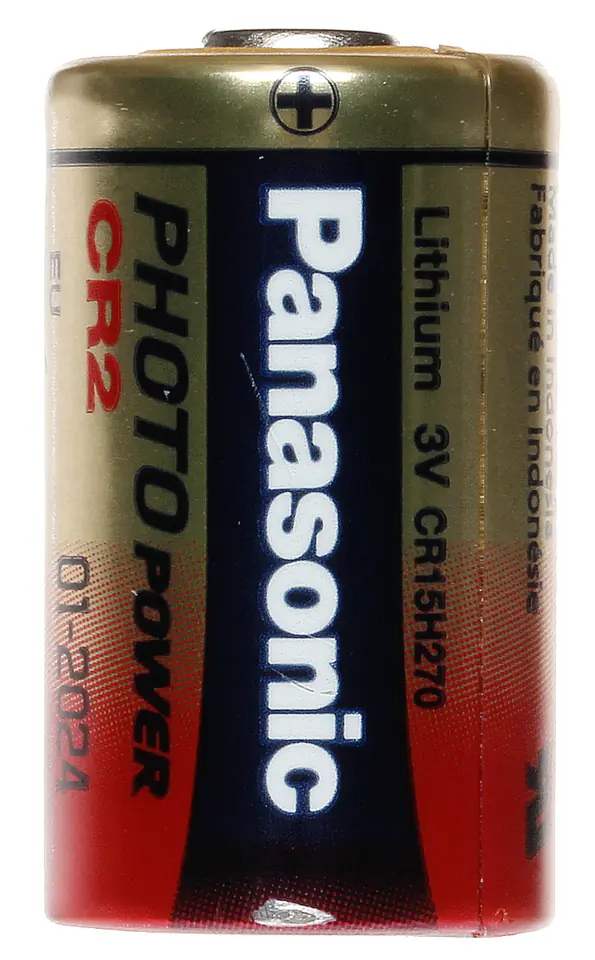 Made in Indonesia
Fabriqué en Indonésie
Lithium 3V CR15H270
Panasonic
PHOTO POWER
CR2 01-2024
EU